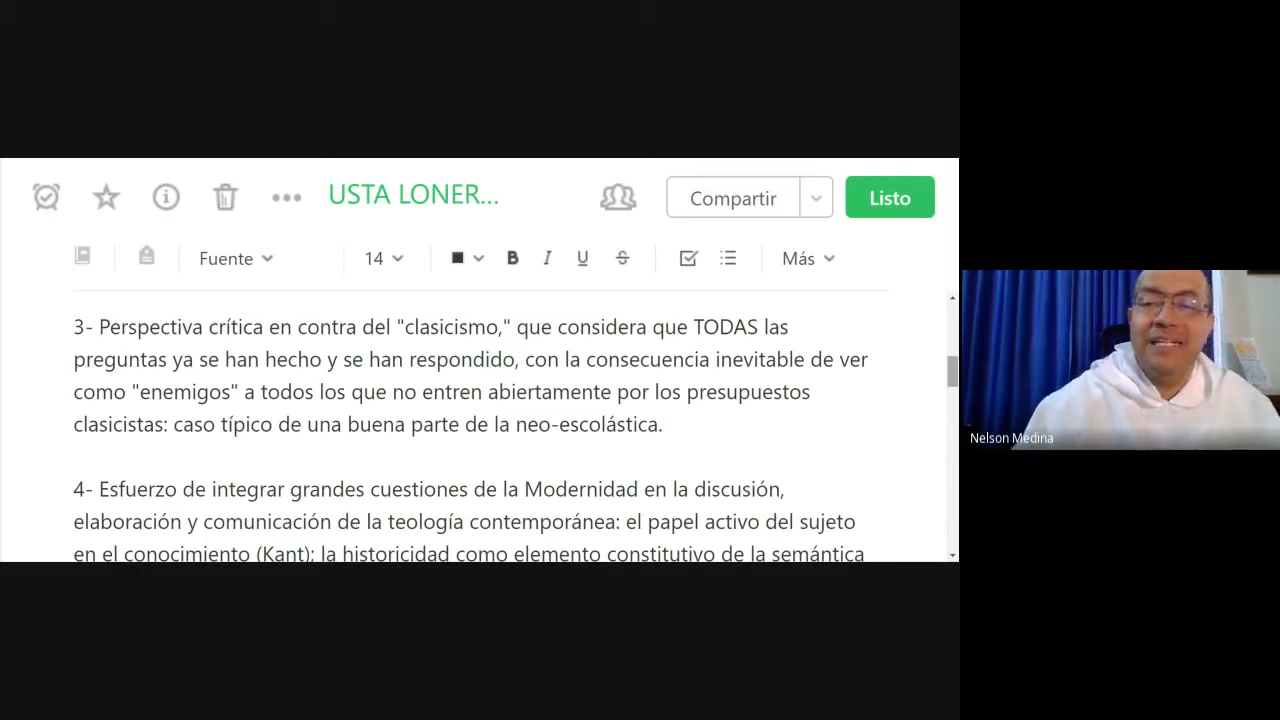 USTA LONER...
Compartir
Listo
Fuente
14
B
I
U
S
Más
3- Perspectiva crítica en contra del "clasicismo," que considera que TODAS las
preguntas ya se han hecho y se han respondido, con la consecuencia inevitable de ver
como "enemigos" a todos los que no entren abiertamente por los presupuestos
clasicistas: caso típico de una buena parte de la neo-escolástica.
4- Esfuerzo de integrar grandes cuestiones de la Modernidad en la discusión,
elaboración y comunicación de la teología contemporánea: el papel activo del sujeto
en el conocimiento (Kant); la historicidad como elemento constitutivo de la semántica
Nelson Medina